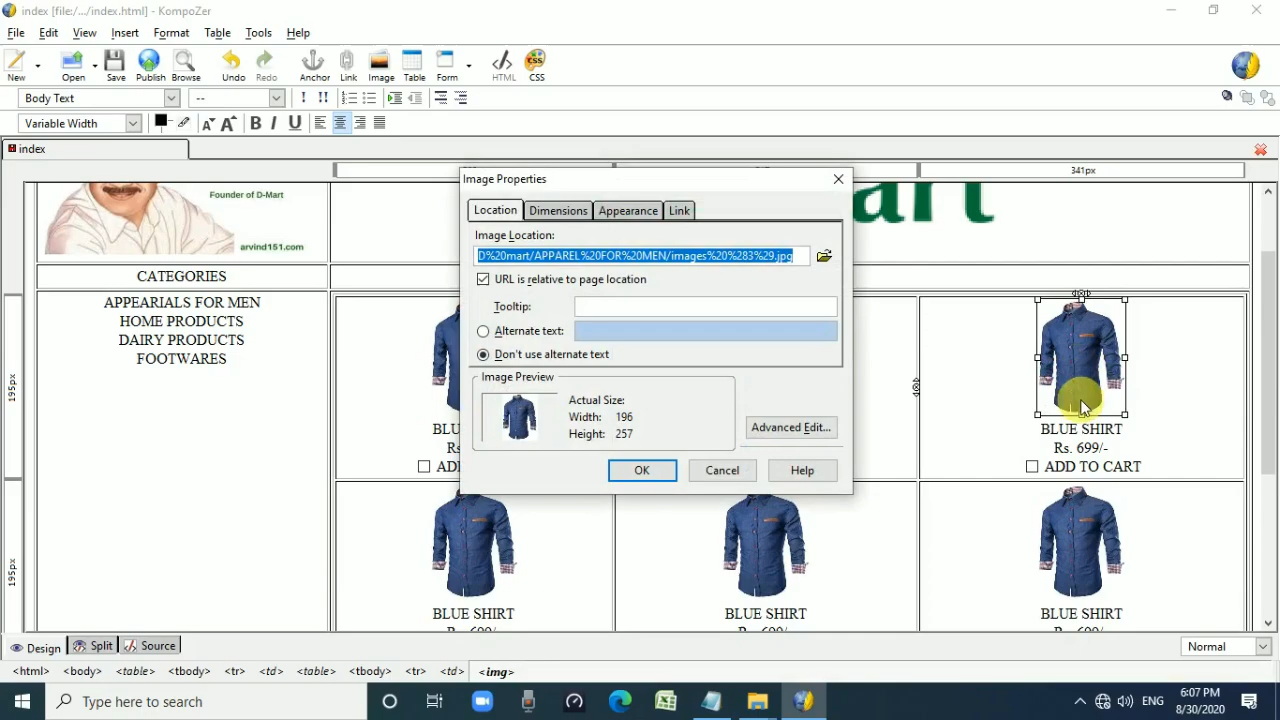 index [file:/.../index.html] - KompoZer
File Edit View Insert Format Table Tools Help
New Open Save Publish Browse Undo Redo Anchor Link Image Table Form HTML CSS
Body Text --
Variable Width B I U
index
341px
Founder of D-Mart
arvind151.com
art
CATEGORIES
APPEARIALS FOR MEN
HOME PRODUCTS
DAIRY PRODUCTS
FOOTWARES
195px
195px
Image Properties
Location Dimensions Appearance Link
Image Location:
D%20mart/APPAREL%20FOR%20MEN/images%20%283%29.jpg
URL is relative to page location
Tooltip:
Alternate text:
Don't use alternate text
Image Preview
Actual Size:
Width: 196
Height: 257
Advanced Edit...
OK Cancel Help
BLU
Rs
AD
BLUE SHIRT
Rs. 699/-
ADD TO CART
BLUE SHIRT BLUE SHIRT BLUE SHIRT
Design Split Source Normal
<html> <body> <table> <tbody> <tr> <td> <table> <tbody> <tr> <td> <img>
Type here to search
ENG
6:07 PM
8/30/2020